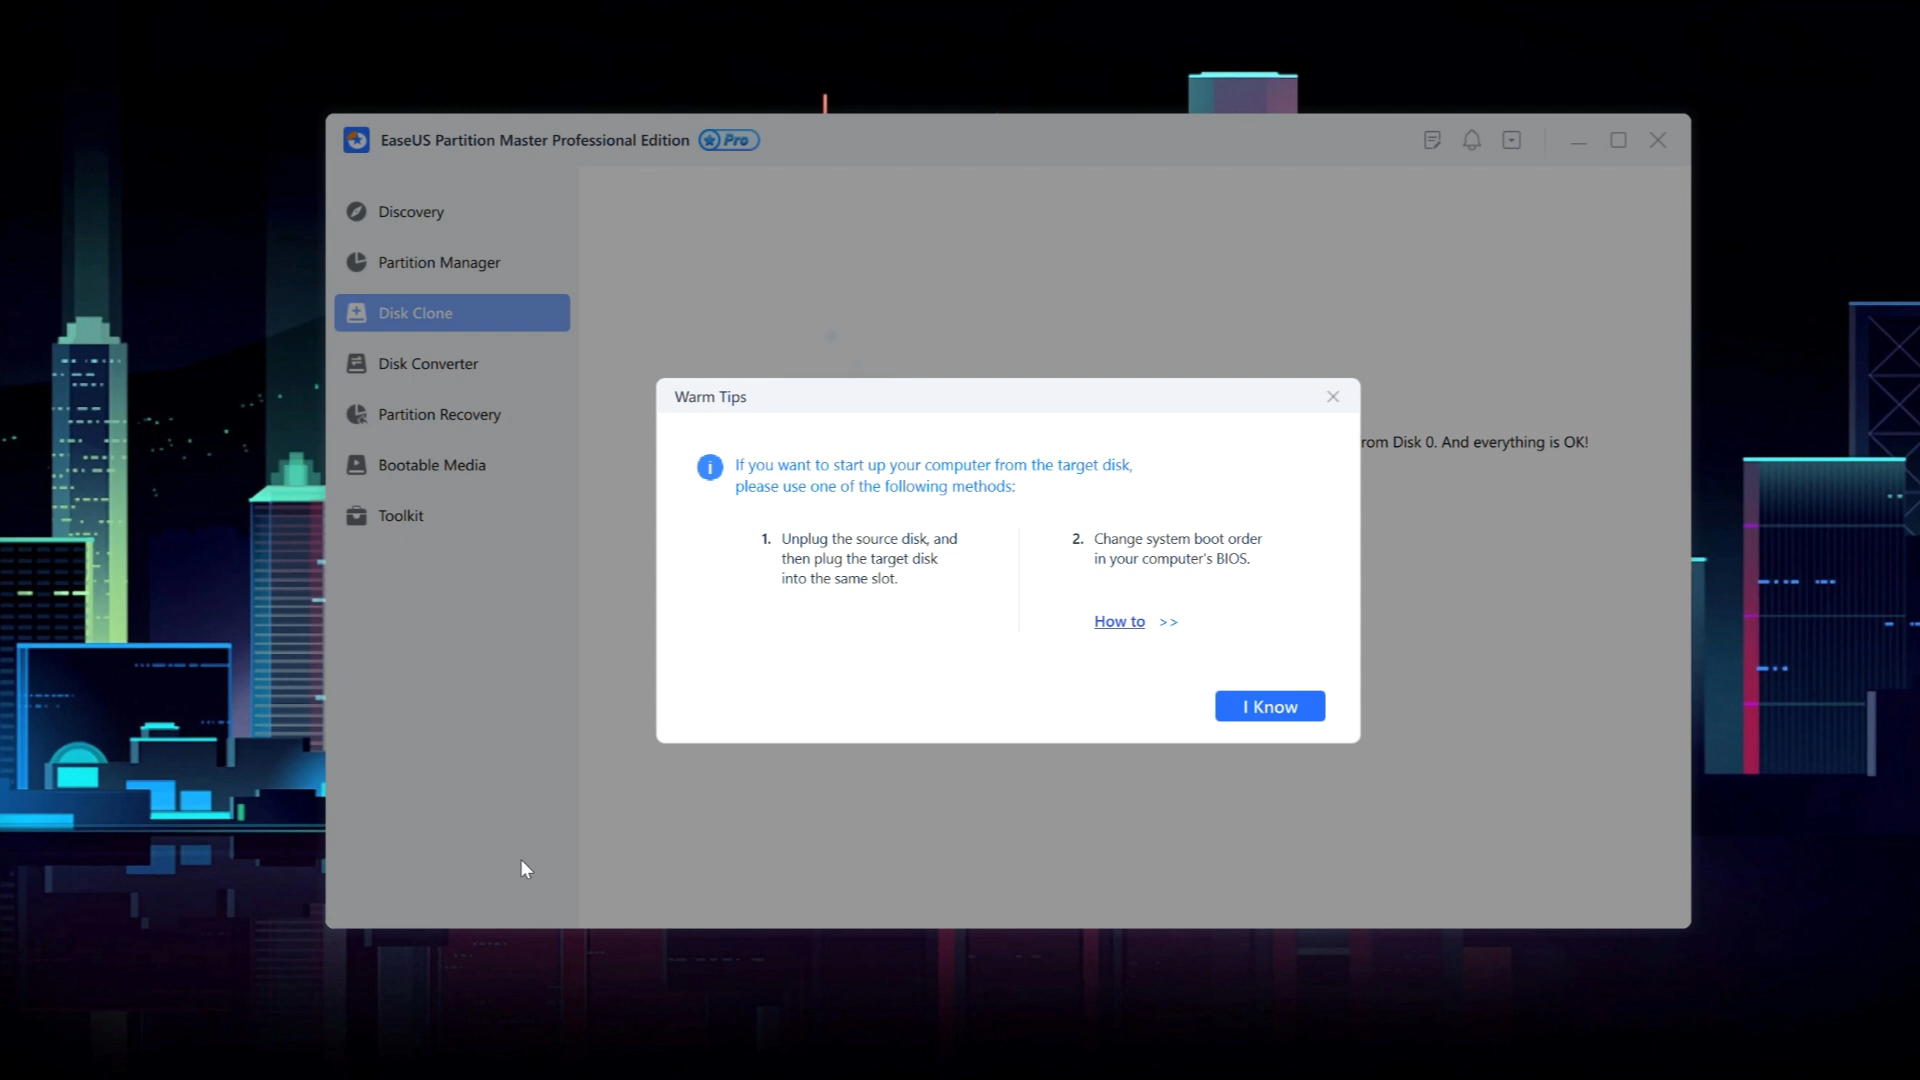 EaseUS Partition Master Professional Edition Pro
Discovery
Partition Manager
Disk Clone
Disk Converter
Partition Recovery
Bootable Media
Toolkit
Warm Tips
rom Disk 0. And everything is OK!
If you want to start up your computer from the target disk,
please use one of the following methods:
1. Unplug the source disk, and
then plug the target disk
into the same slot.
2. Change system boot order
in your computer's BIOS.
How to >>
I Know